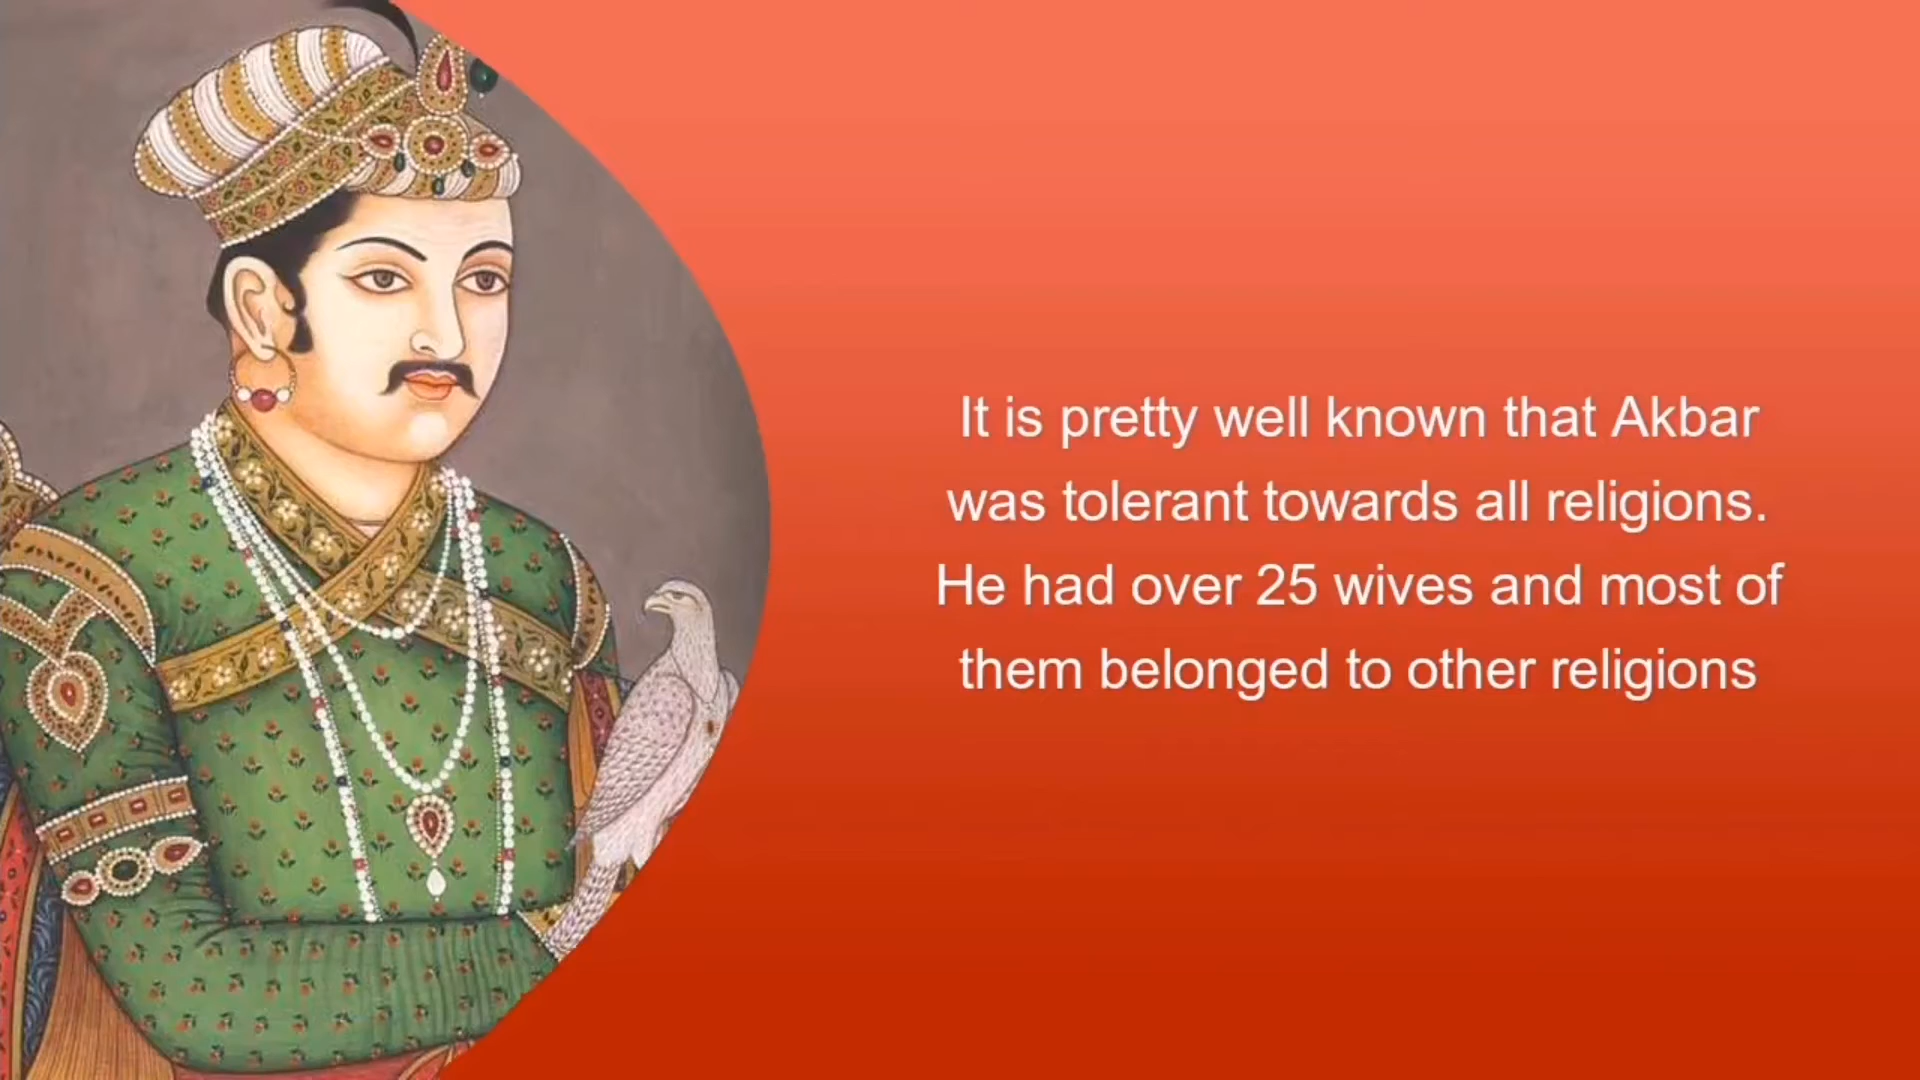 It is pretty well known that Akbar
was tolerant towards all religions.
He had over 25 wives and most of
them belonged to other religions